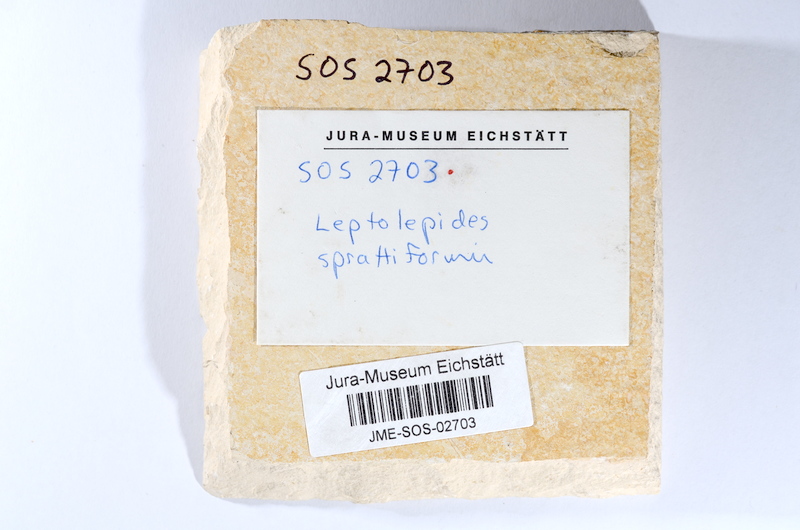 SOS 2703
JURA-MUSEUM EICHSTÄTT
SOS 2703
Leptolepides
sprattiformis
Jura-Museum Eichstätt
JME-SOS-02703